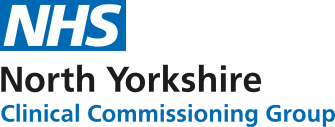 NHS
North Yorkshire
Clinical Commissioning Group